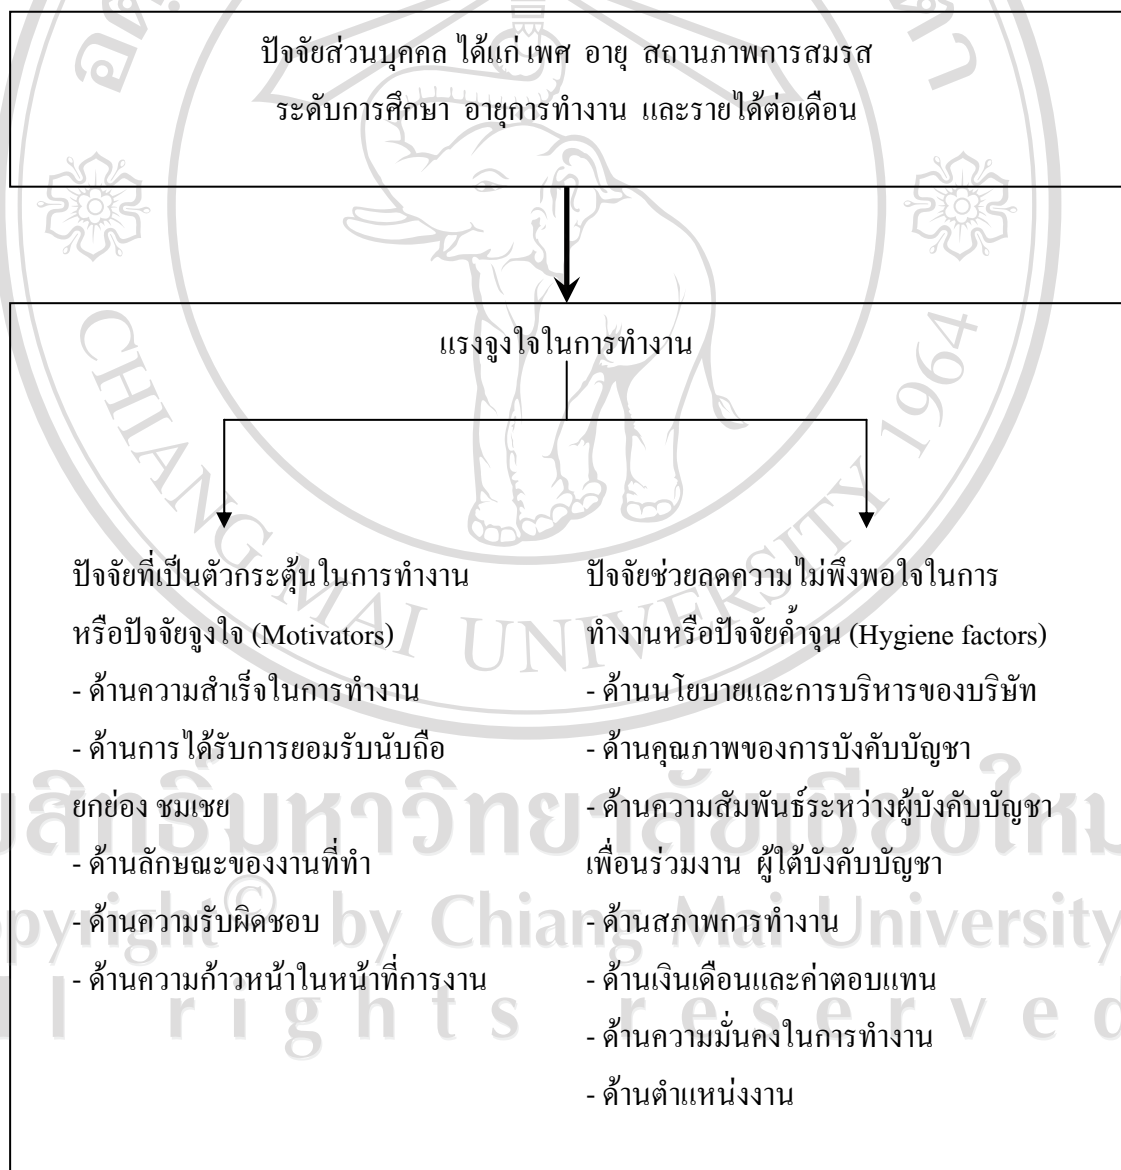 ปัจจัยส่วนบุคคล ได้แก่ เพศ อายุ สถานภาพการสมรส
ระดับการศึกษา อายุการทำงาน และรายได้ต่อเดือน
แรงจูงใจในการทำงาน
ปัจจัยที่เป็นตัวกระตุ้นในการทำงาน
หรือปัจจัยจูงใจ (Motivators)
- ด้านความสำเร็จในการทำงาน
- ด้านการได้รับการยอมรับนับถือ
ยกย่อง ชมเชย
- ด้านลักษณะของงานที่ทำ
- ด้านความรับผิดชอบ
- ด้านความก้าวหน้าในหน้าที่การงาน
ปัจจัยช่วยลดความไม่พึงพอใจในการ
ทำงานหรือปัจจัยค้ำจุน (Hygiene factors)
- ด้านนโยบายและการบริหารของบริษัท
- ด้านคุณภาพของการบังคับบัญชา
- ด้านความสัมพันธ์ระหว่างผู้บังคับบัญชา
เพื่อนร่วมงาน ผู้ใต้บังคับบัญชา
- ด้านสภาพการทำงาน
- ด้านเงินเดือนและค่าตอบแทน
- ด้านความมั่นคงในการทำงาน
- ด้านตำแหน่งงาน
CHIANG MAI UNIVERSITY 1964
สิทธิ์มหาวิทยาลัยเชียงใหม
opyright© by Chiang Mai University
l rights reserved